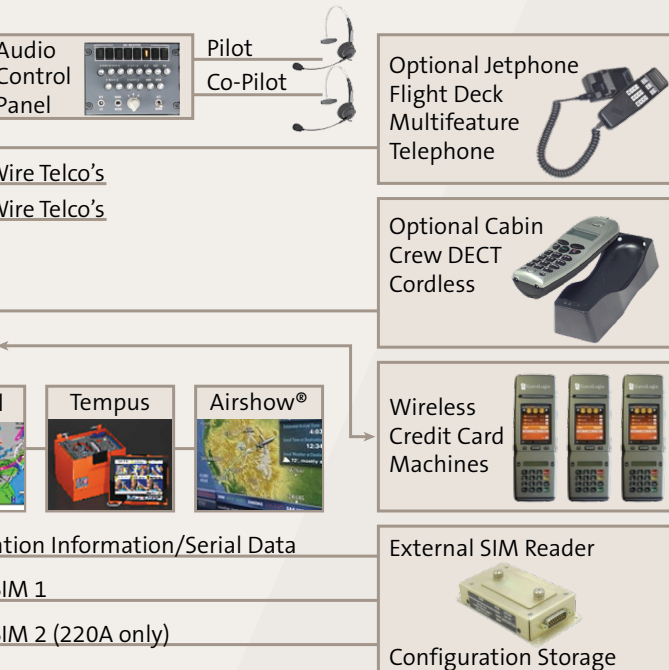 Audio
Control
Panel
Pilot
Co-Pilot
Optional Jetphone
Flight Deck
Multifeature
Telephone
Wire Telco's
Wire Telco's
Optional Cabin
Crew DECT
Cordless
Tempus
Airshow®
Wireless
Credit Card
Machines
ation Information/Serial Data
SIM 1
SIM 2 (220A only)
External SIM Reader
Configuration Storage